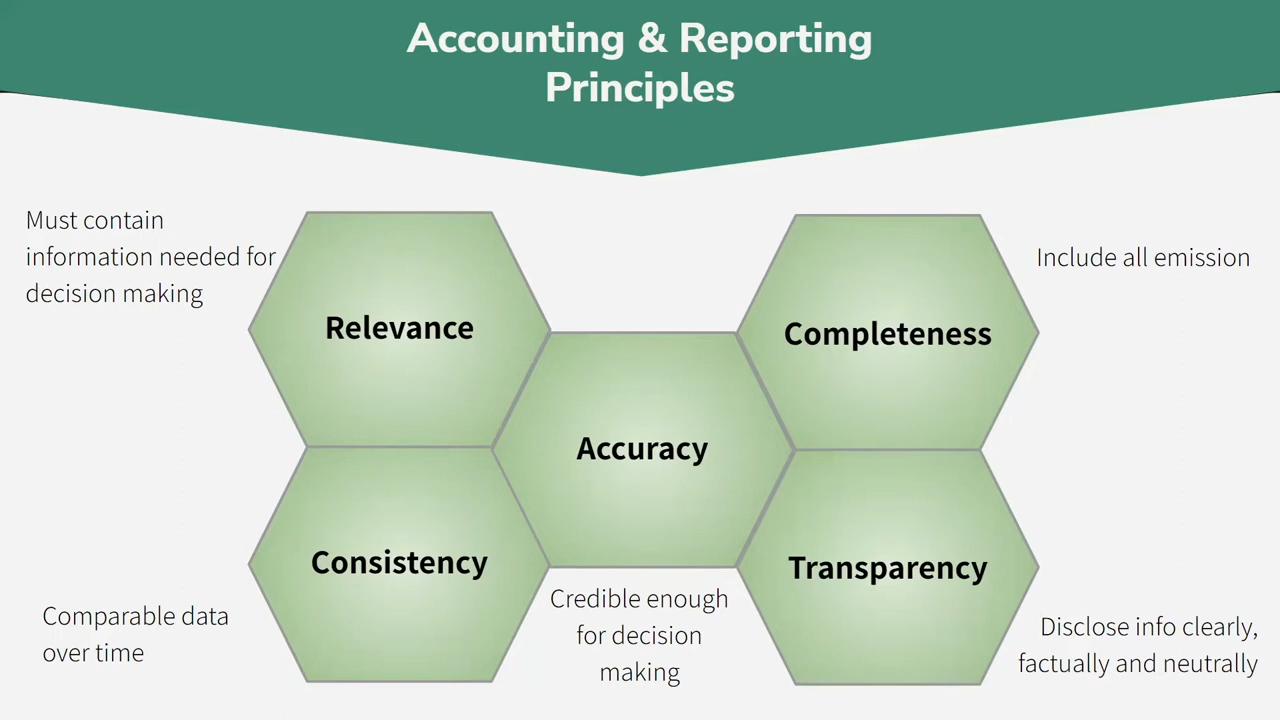 Accounting & Reporting
Principles
Must contain
information needed for
decision making
Relevance
Completeness
Include all emission
Accuracy
Consistency
Transparency
Comparable data
over time
Credible enough
for decision
making
Disclose info clearly,
factually and neutrally